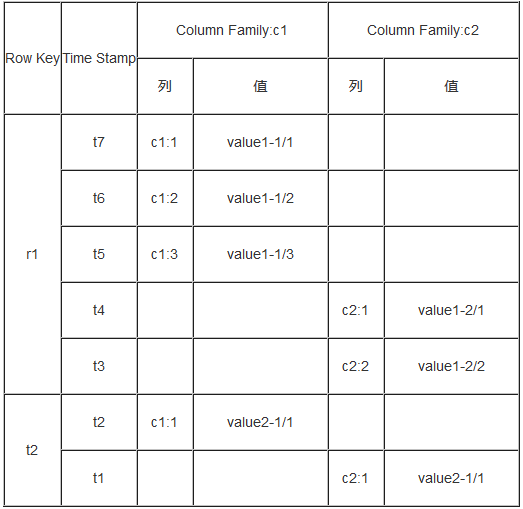 Row Key Time Stamp Column Family:c1 Column Family:c2
列 值 列 值
r1 t7 c1:1 value1-1/1
t6 c1:2 value1-1/2
t5 c1:3 value1-1/3
t4 c2:1 value1-2/1
t3 c2:2 value1-2/2
t2 t2 c1:1 value2-1/1
t1 c2:1 value2-1/1